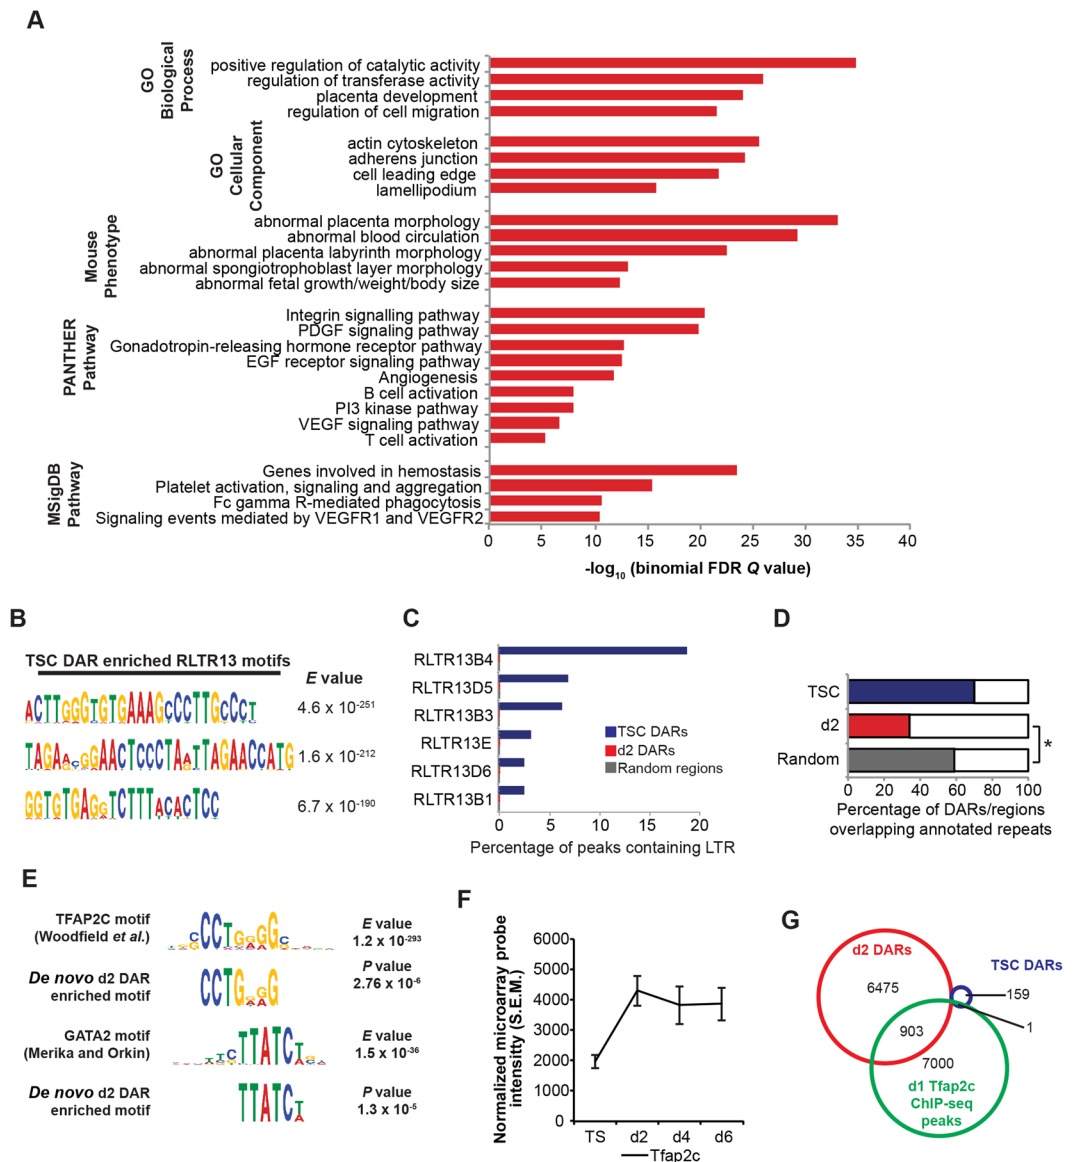 A
GO
Biological
Process
positive regulation of catalytic activity
regulation of transferase activity
placenta development
regulation of cell migration
GO
Cellular
Component
actin cytoskeleton
adherens junction
cell leading edge
lamellipodium
Mouse
Phenotype
abnormal placenta morphology
abnormal blood circulation
abnormal placenta labyrinth morphology
abnormal spongiotrophoblast layer morphology
abnormal fetal growth/weight/body size
PANTHER
Pathway
Integrin signalling pathway
PDGF signaling pathway
Gonadotropin-releasing hormone receptor pathway
EGF receptor signaling pathway
Angiogenesis
B cell activation
PI3 kinase pathway
VEGF signaling pathway
T cell activation
MSigDB
Pathway
Genes involved in hemostasis
Platelet activation, signaling and aggregation
Fc gamma R-mediated phagocytosis
Signaling events mediated by VEGFR1 and VEGFR2
0 5 10 15 20 25 30 35 40
-log10 (binomial FDR Q value)
B
TSC DAR enriched RLTR13 motifs
E value
4.6 x 10-251
1.6 x 10-212
6.7 x 10-190
C
RLTR13B4
RLTR13D5
RLTR13B3
RLTR13E
RLTR13D6
RLTR13B1
TSC DARs
d2 DARs
Random regions
0 5 10 15 20
Percentage of peaks containing LTR
D
TSC
d2
Random
*
0 20 40 60 80 100
Percentage of DARs/regions
overlapping annotated repeats
E
TFAP2C motif
(Woodfield et al.)
E value
1.2 x 10-293
De novo d2 DAR
enriched motif
P value
2.76 x 10-6
GATA2 motif
(Merika and Orkin)
E value
1.5 x 10-36
De novo d2 DAR
enriched motif
P value
1.3 x 10-5
F
Normalized microarray probe
intensitty (S.E.M.)
6000
5000
4000
3000
2000
1000
0
TS d2 d4 d6
Tfap2c
G
d2 DARs
TSC DARs
6475
159
1
903
7000
d1 Tfap2c
ChIP-seq
peaks